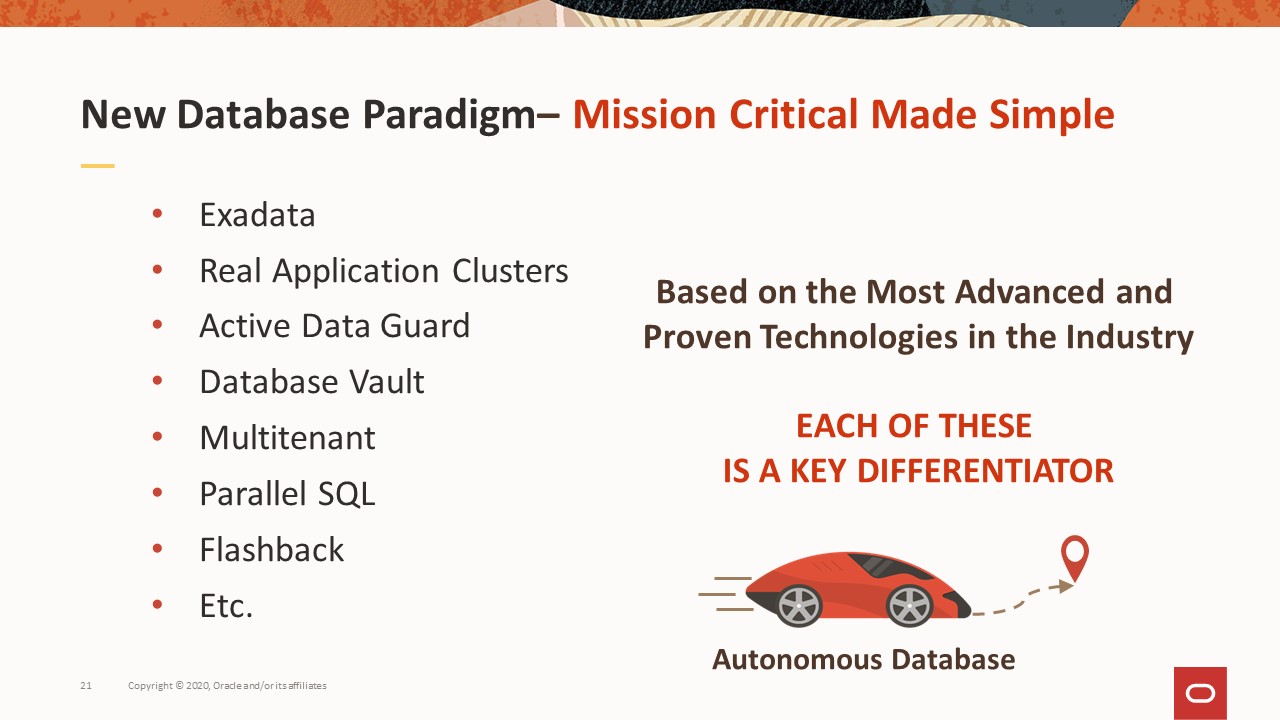 New Database Paradigm– Mission Critical Made Simple
• Exadata
• Real Application Clusters
• Active Data Guard
• Database Vault
• Multitenant
• Parallel SQL
• Flashback
• Etc.
Based on the Most Advanced and
Proven Technologies in the Industry
EACH OF THESE
IS A KEY DIFFERENTIATOR
Autonomous Database
21 Copyright © 2020, Oracle and/or its affiliates